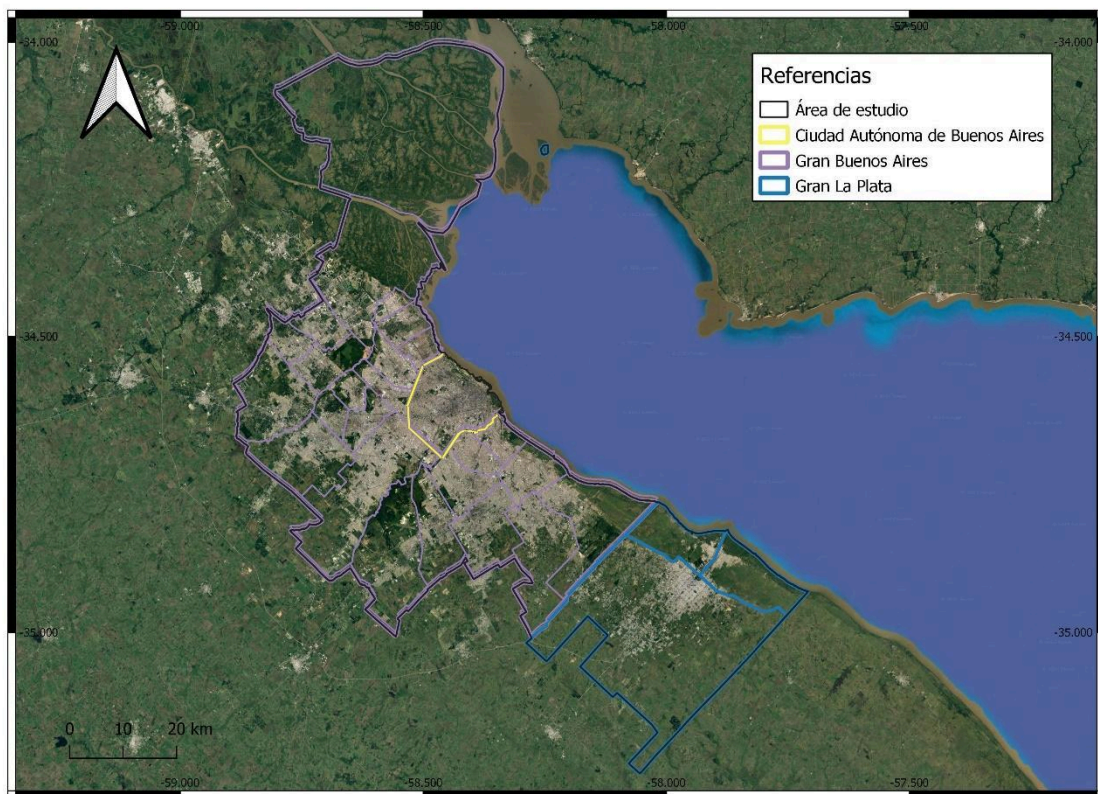 -59.000 -58.500 -58.000 -57.500
-34.000 -34.000
Referencias
Área de estudio
Ciudad Autónoma de Buenos Aires
Gran Buenos Aires
Gran La Plata
-34.500 -34.500
-35.000 -35.000
0 10 20 km
-59.000 -58.500 -58.000 -57.500